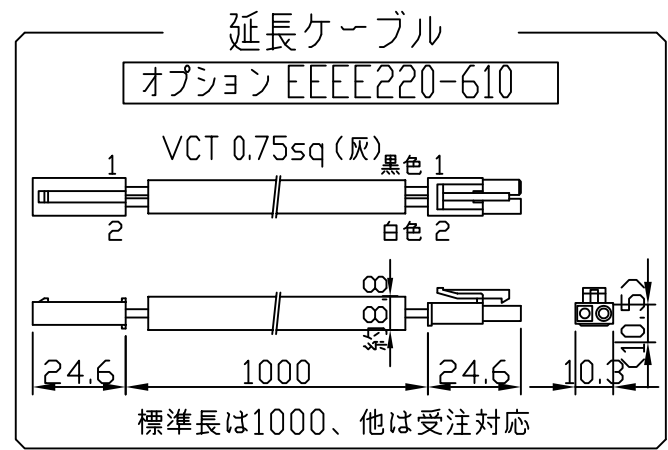 延長ケーブル
オプション EEEE220-610
VCT 0.75sq (灰)
1 黒色 1
2 白色 2
約8.8
(10.5)
24.6 1000 24.6 10.3
標準長は1000、他は受注対応